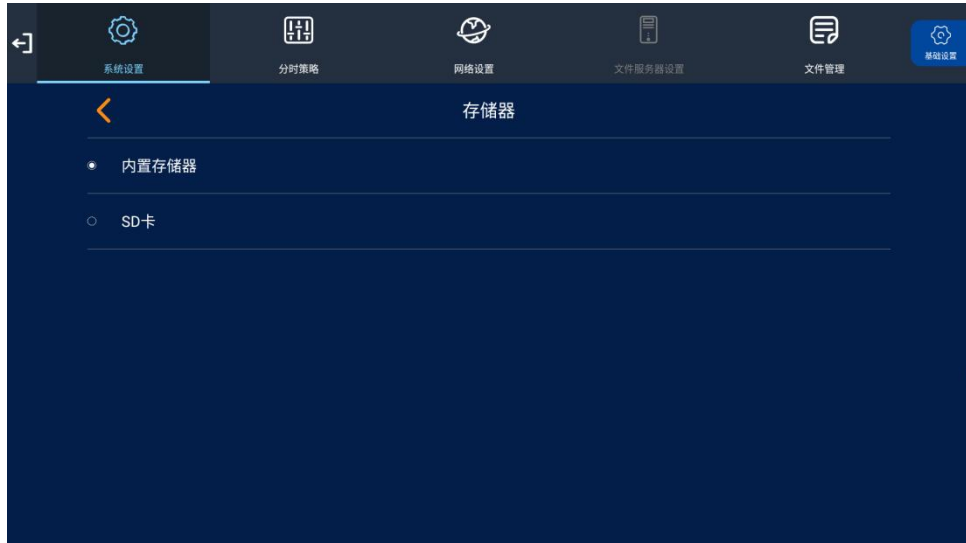 系统设置
分时策略
网络设置
文件服务器设置
文件管理
基础设置
存储器
内置存储器
SD卡